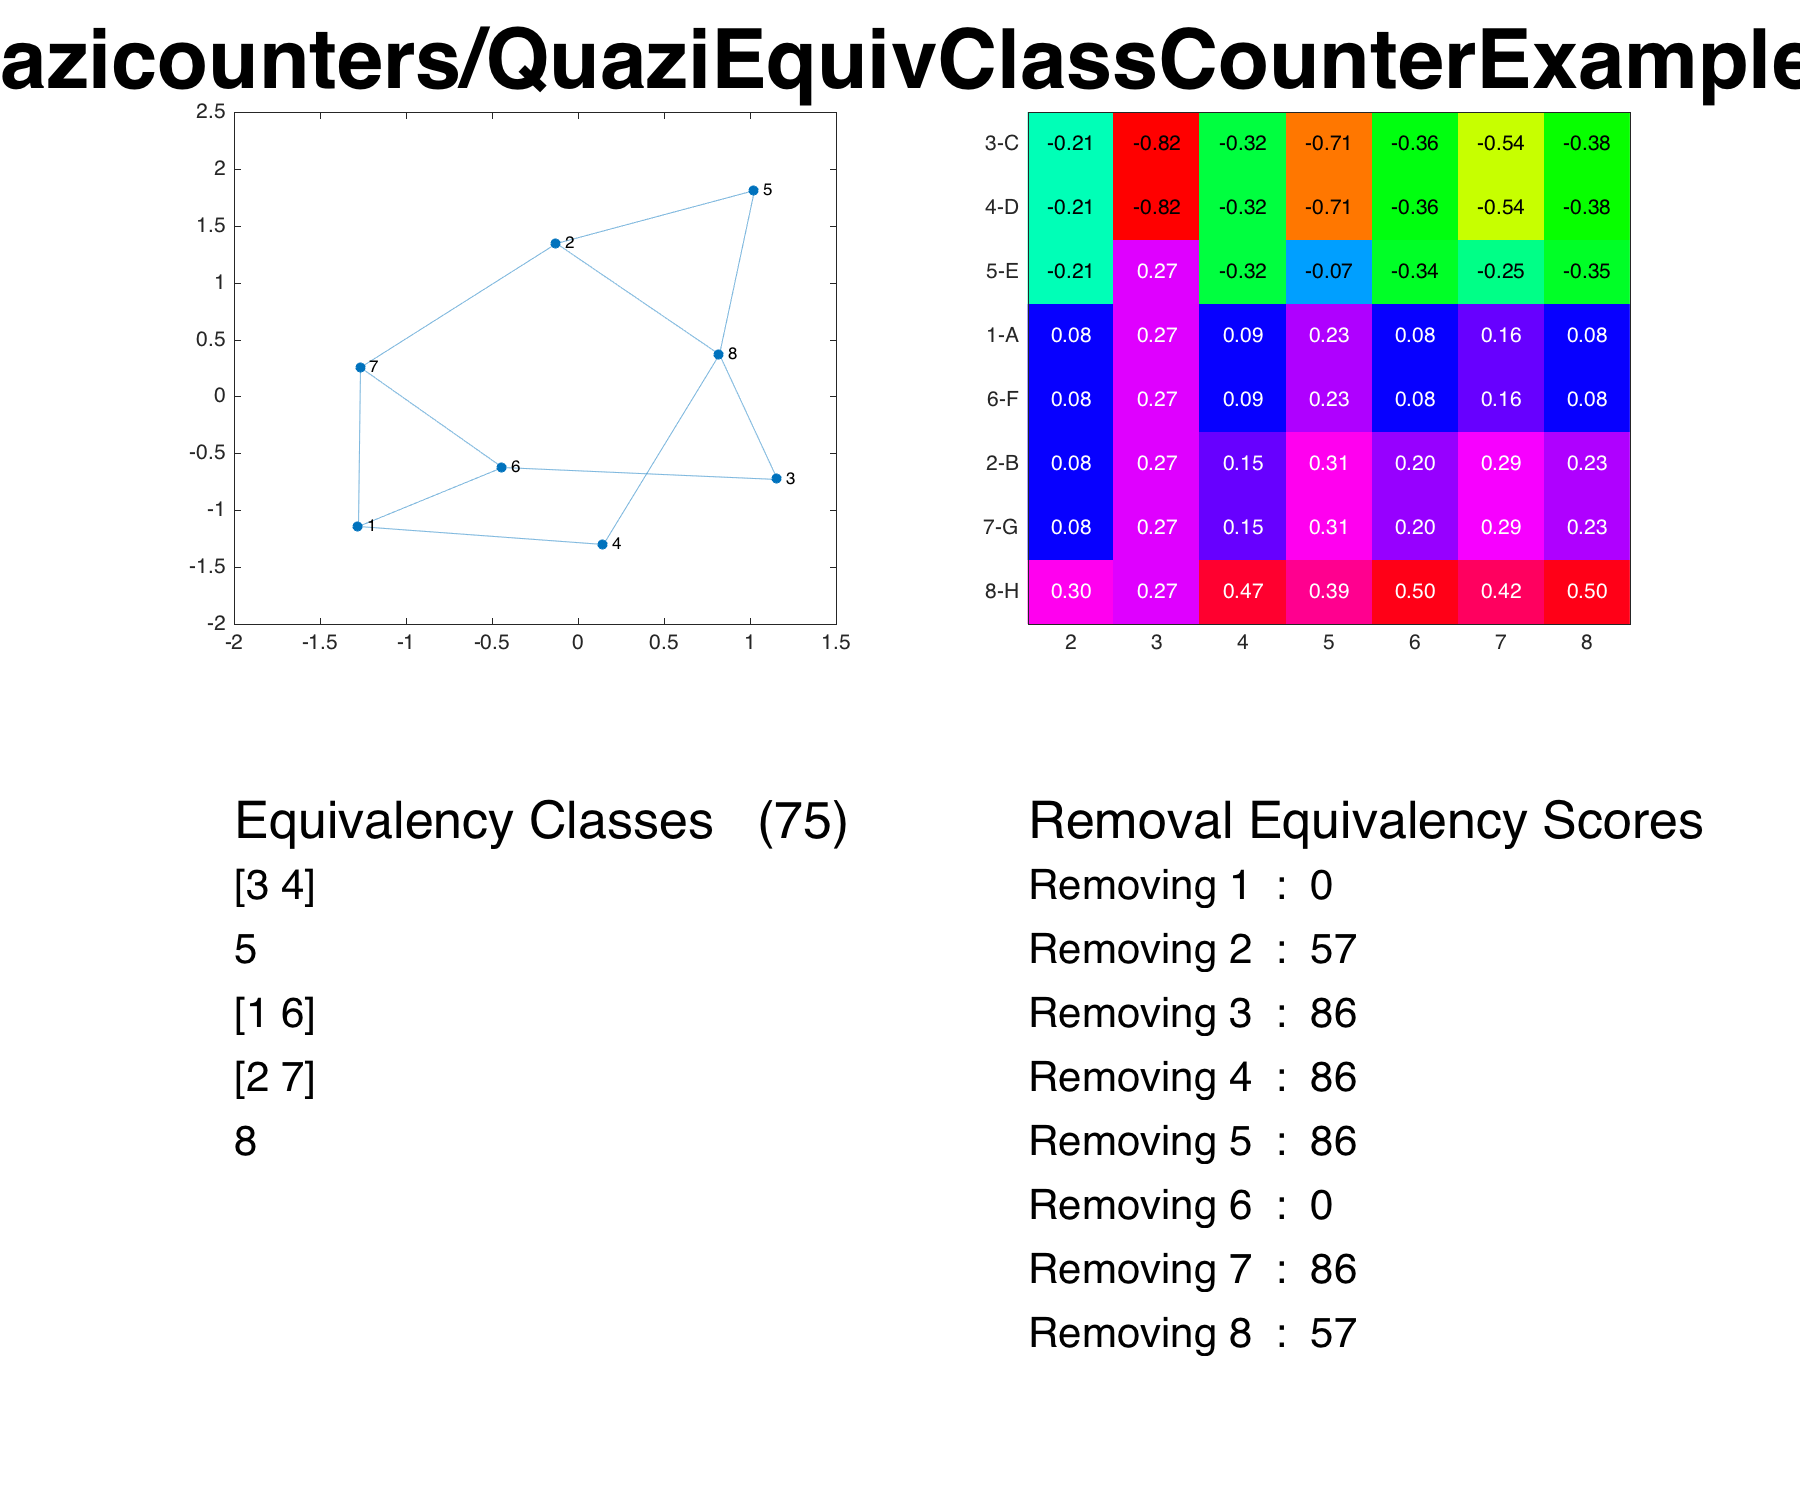 azicounters/QuaziEquivClassCounterExample
2.5
2
1.5
1
0.5
0
-0.5
-1
-1.5
-2
-2 -1.5 -1 -0.5 0 0.5 1 1.5
5
2
8
7
6
3
1
4
3-C -0.21 -0.82 -0.32 -0.71 -0.36 -0.54 -0.38
4-D -0.21 -0.82 -0.32 -0.71 -0.36 -0.54 -0.38
5-E -0.21 0.27 -0.32 -0.07 -0.34 -0.25 -0.35
1-A 0.08 0.27 0.09 0.23 0.08 0.16 0.08
6-F 0.08 0.27 0.09 0.23 0.08 0.16 0.08
2-B 0.08 0.27 0.15 0.31 0.20 0.29 0.23
7-G 0.08 0.27 0.15 0.31 0.20 0.29 0.23
8-H 0.30 0.27 0.47 0.39 0.50 0.42 0.50
2 3 4 5 6 7 8
Equivalency Classes (75)
[3 4]
5
[1 6]
[2 7]
8
Removal Equivalency Scores
Removing 1 : 0
Removing 2 : 57
Removing 3 : 86
Removing 4 : 86
Removing 5 : 86
Removing 6 : 0
Removing 7 : 86
Removing 8 : 57